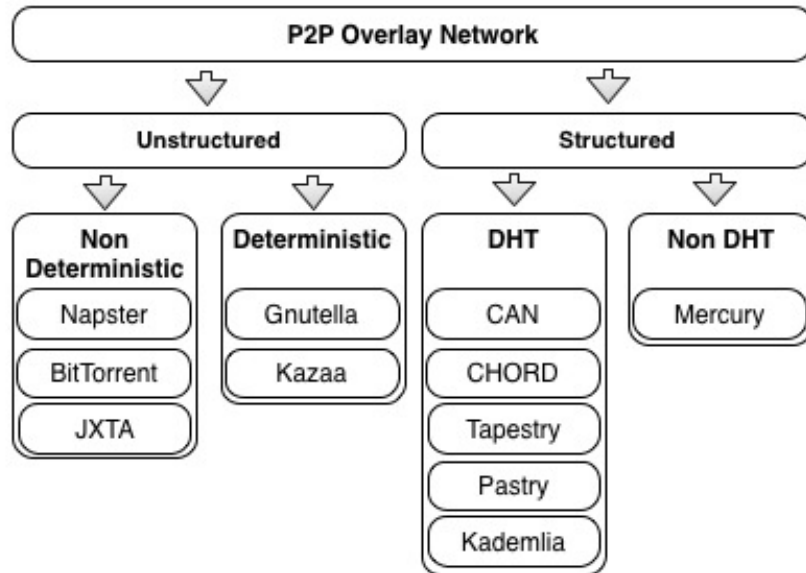 P2P Overlay Network
Unstructured
Structured
Non
Deterministic
Napster
BitTorrent
JXTA
Deterministic
Gnutella
Kazaa
DHT
CAN
CHORD
Tapestry
Pastry
Kademlia
Non DHT
Mercury